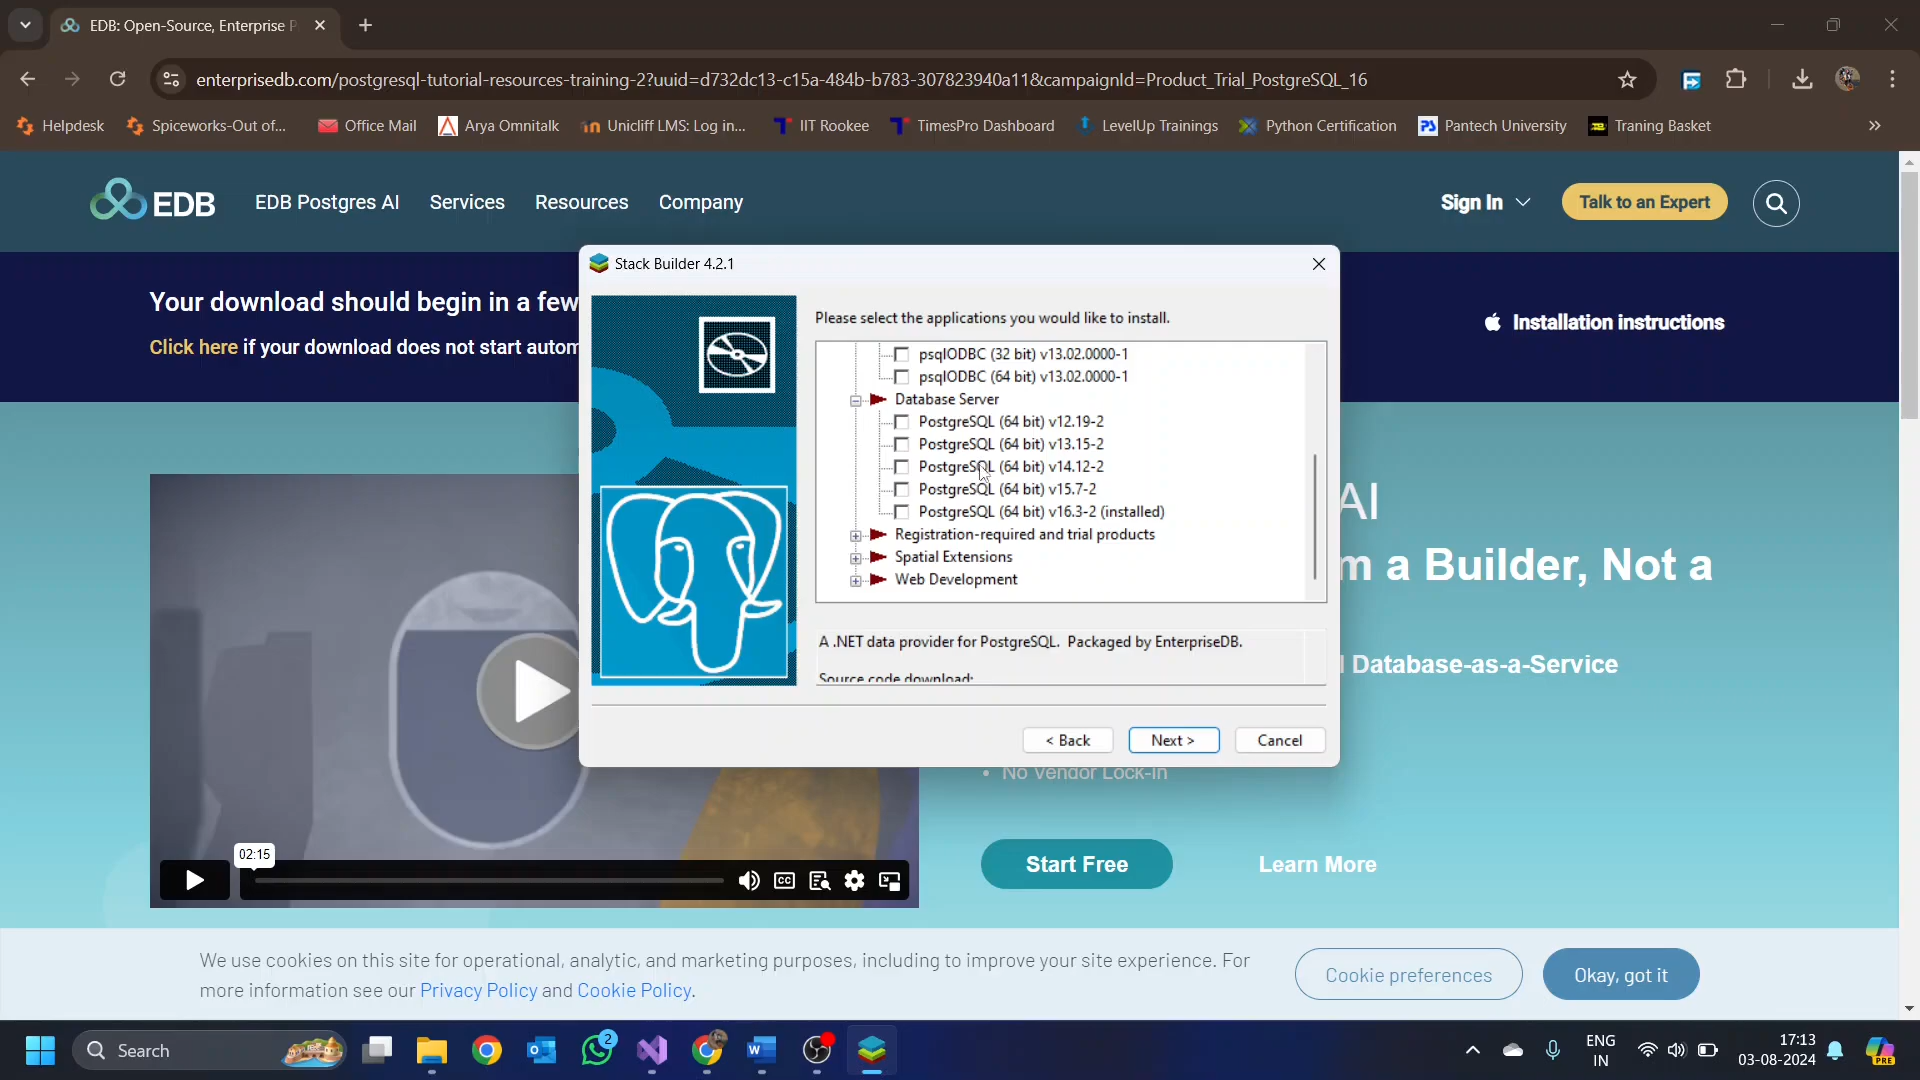 EDB: Open-Source, Enterprise P
enterprisedb.com/postgresql-tutorial-resources-training-2?uuid=d732dc13-c15a-484b-b783-307823940a11&campaignId=Product_Trial_PostgreSQL_16
Helpdesk
Spiceworks-Out of...
Office Mail
Arya Omnitalk
Unicliff LMS: Log in...
IIT Rookee
TimesPro Dashboard
LevelUp Trainings
Python Certification
Pantech University
Traning Basket
EDB
EDB Postgres AI
Services
Resources
Company
Sign In
Talk to an Expert
Your download should begin in a few
Click here if your download does not start autom
Installation instructions
Stack Builder 4.2.1
Please select the applications you would like to install.
psqlODBC (32 bit) v13.02.0000-1
psqlODBC (64 bit) v13.02.0000-1
Database Server
PostgreSQL (64 bit) v12.19-2
PostgreSQL (64 bit) v13.15-2
PostgreSQL (64 bit) v14.12-2
PostgreSQL (64 bit) v15.7-2
PostgreSQL (64 bit) v16.3-2 (installed)
Registration-required and trial products
Spatial Extensions
Web Development
A .NET data provider for PostgreSQL. Packaged by EnterpriseDB.
Source code download:
< Back
Next >
Cancel
AI
m a Builder, Not a
Database-as-a-Service
No Vendor Lock-in
Start Free
Learn More
02:15
CC
We use cookies on this site for operational, analytic, and marketing purposes, including to improve your site experience. For
more information see our Privacy Policy and Cookie Policy.
Cookie preferences
Okay, got it
Search
2
ENG
IN
17:13
03-08-2024
PRE